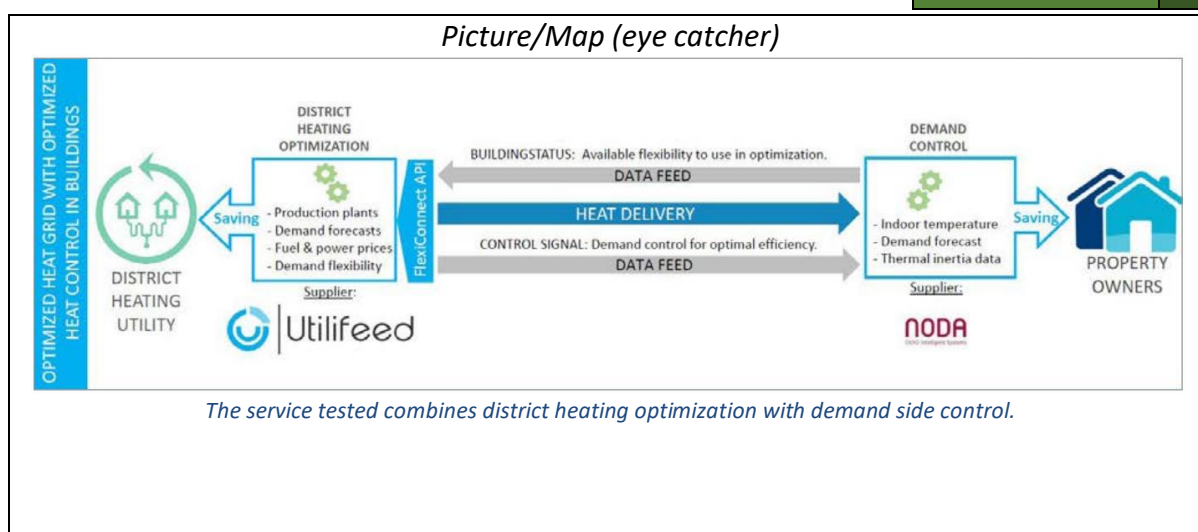 Picture/Map (eye catcher)
OPTIMIZED HEAT GRID WITH OPTIMIZED
HEAT CONTROL IN BUILDINGS
DISTRICT
HEATING
UTILITY
Saving
DISTRICT
HEATING
OPTIMIZATION
- Production plants
- Demand forecasts
- Fuel & power prices
- Demand flexibility
Supplier:
Utilifeed
FlexiConnect API
BUILDINGSTATUS: Available flexibility to use in optimization.
DATA FEED
HEAT DELIVERY
CONTROL SIGNAL: Demand control for optimal efficiency.
DATA FEED
DEMAND
CONTROL
- Indoor temperature
- Demand forecast
- Thermal inertia data
Supplier:
NODA
Saving
PROPERTY
OWNERS
The service tested combines district heating optimization with demand side control.